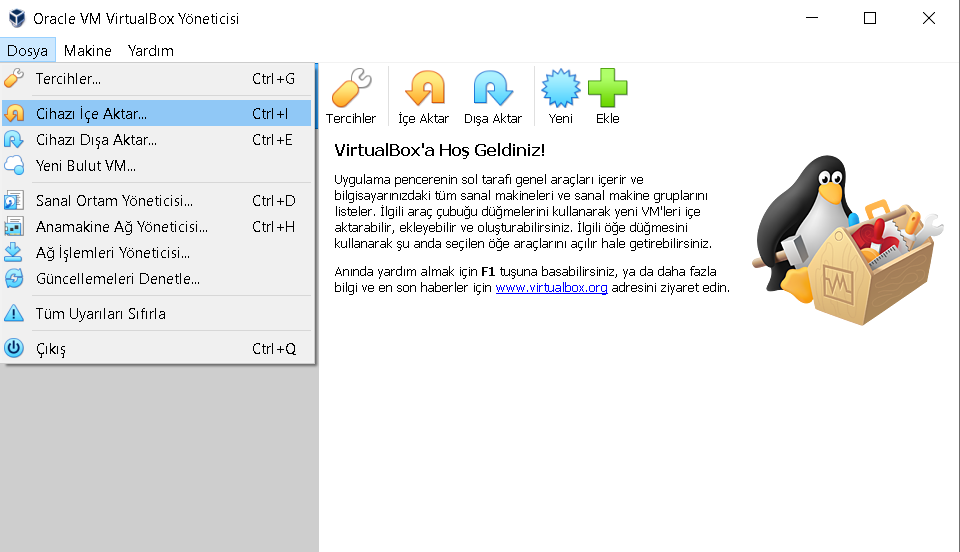 Oracle VM VirtualBox Yöneticisi
Dosya Makine Yardım
Tercihler... Ctrl+G
Cihazı İçe Aktar... Ctrl+I
Cihazı Dışa Aktar... Ctrl+E
Yeni Bulut VM...
Sanal Ortam Yöneticisi... Ctrl+D
Anamakine Ağ Yöneticisi... Ctrl+H
Ağ İşlemleri Yöneticisi...
Güncellemeleri Denetle...
Tüm Uyarıları Sıfırla
Çıkış Ctrl+Q
Tercihler İçe Aktar Dışa Aktar Yeni Ekle
VirtualBox'a Hoş Geldiniz!
Uygulama pencerenin sol tarafı genel araçları içerir ve
bilgisayarınızdaki tüm sanal makineleri ve sanal makine gruplarını
listeler. İlgili araç çubuğu düğmelerini kullanarak yeni VM'leri içe
aktarabilir, ekleyebilir ve oluşturabilirsiniz. İlgili öğe düğmesini
kullanarak şu anda seçilen öğe araçlarını açılır hale getirebilirsiniz.
Anında yardım almak için F1 tuşuna basabilirsiniz, ya da daha fazla
bilgi ve en son haberler için www.virtualbox.org adresini ziyaret edin.